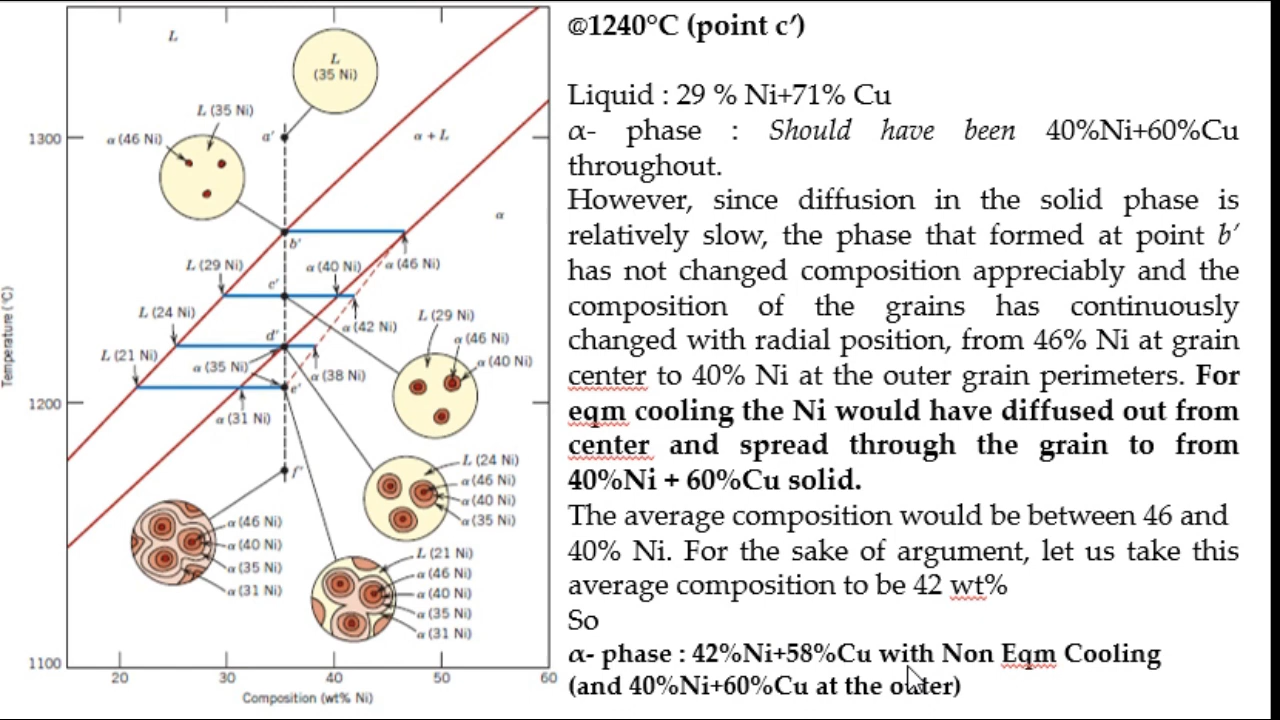 L
L
(35 Ni)
L (35 Ni)
α (46 Ni)
a′
α + L
α
1300
b′
L (29 Ni)
α (40 Ni)
α (46 Ni)
c′
L (24 Ni)
α (42 Ni)
L (29 Ni)
α (46 Ni)
α (40 Ni)
d′
L (21 Ni)
α (35 Ni)
α (38 Ni)
e′
1200
α (31 Ni)
f′
L (24 Ni)
α (46 Ni)
α (40 Ni)
α (35 Ni)
α (46 Ni)
α (40 Ni)
α (35 Ni)
α (31 Ni)
L (21 Ni)
α (46 Ni)
α (40 Ni)
α (35 Ni)
α (31 Ni)
1100
20 30 40 50 60
Composition (wt% Ni)
Temperature (°C)
@1240°C (point c′)
Liquid : 29 % Ni+71% Cu
α- phase : Should have been 40%Ni+60%Cu
throughout.
However, since diffusion in the solid phase is
relatively slow, the phase that formed at point b′
has not changed composition appreciably and the
composition of the grains has continuously
changed with radial position, from 46% Ni at grain
center to 40% Ni at the outer grain perimeters. For
eqm cooling the Ni would have diffused out from
center and spread through the grain to from
40%Ni + 60%Cu solid.
The average composition would be between 46 and
40% Ni. For the sake of argument, let us take this
average composition to be 42 wt%
So
α- phase : 42%Ni+58%Cu with Non Eqm Cooling
(and 40%Ni+60%Cu at the outer)